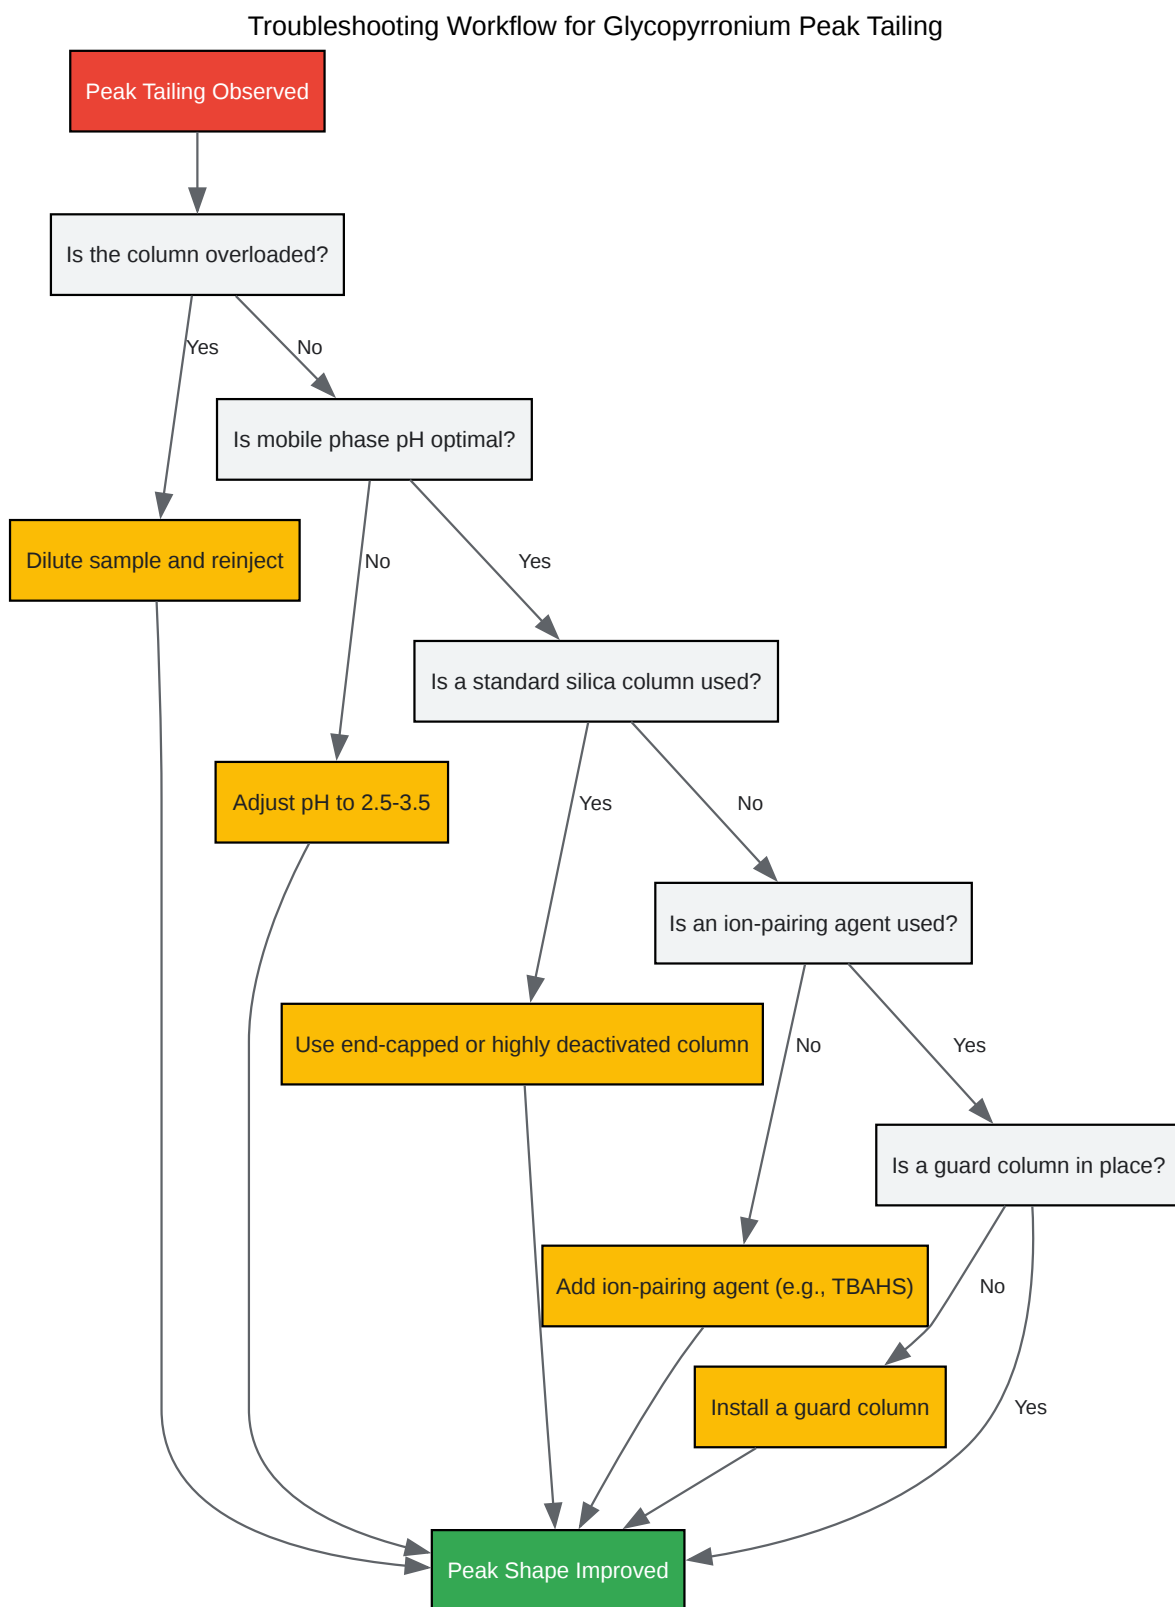 Troubleshooting Workflow for Glycopyrronium Peak Tailing
Peak Tailing Observed
Is the column overloaded?
Yes
No
Is mobile phase pH optimal?
Dilute sample and reinject
No
Yes
Is a standard silica column used?
Adjust pH to 2.5-3.5
Yes
No
Is an ion-pairing agent used?
Use end-capped or highly deactivated column
No
Yes
Is a guard column in place?
Add ion-pairing agent (e.g., TBAHS)
No
Install a guard column
Yes
Peak Shape Improved